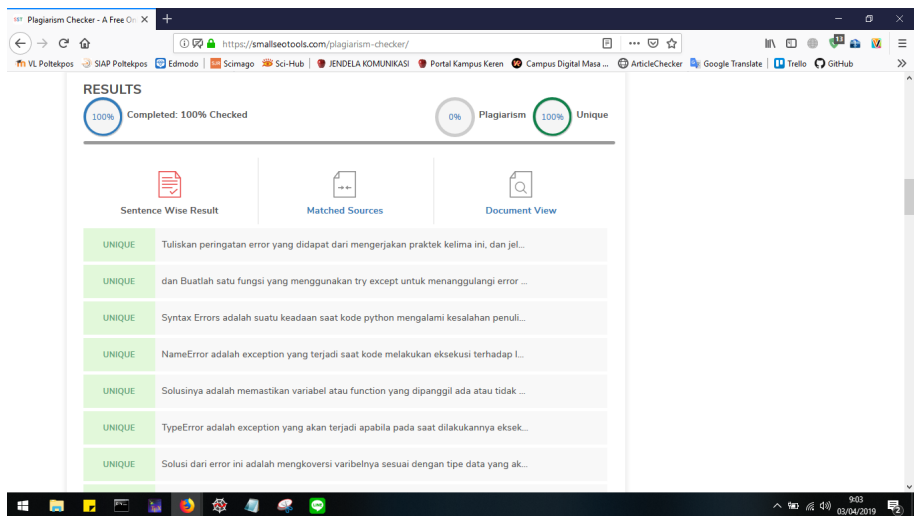 Plagiarism Checker - A Free On
https://smallseotools.com/plagiarism-checker/
VL Poltekpos SIAP Poltekpos Edmodo Scimago Sci-Hub JENDELA KOMUNIKASI Portal Kampus Keren Campus Digital Masa ... ArticleChecker Google Translate Trello GitHub
RESULTS
100% Completed: 100% Checked 0% Plagiarism 100% Unique
Sentence Wise Result Matched Sources Document View
UNIQUE Tuliskan peringatan error yang didapat dari mengerjakan praktek kelima ini, dan jel...
UNIQUE dan Buatlah satu fungsi yang menggunakan try except untuk menanggulangi error ...
UNIQUE Syntax Errors adalah suatu keadaan saat kode python mengalami kesalahan penuli...
UNIQUE NameError adalah exception yang terjadi saat kode melakukan eksekusi terhadap l...
UNIQUE Solusinya adalah memastikan variabel atau function yang dipanggil ada atau tidak ...
UNIQUE TypeError adalah exception yang akan terjadi apabila pada saat dilakukannya eksek...
UNIQUE Solusi dari error ini adalah mengkoversi varibelnya sesuai dengan tipe data yang ak...
9:03
03/04/2019